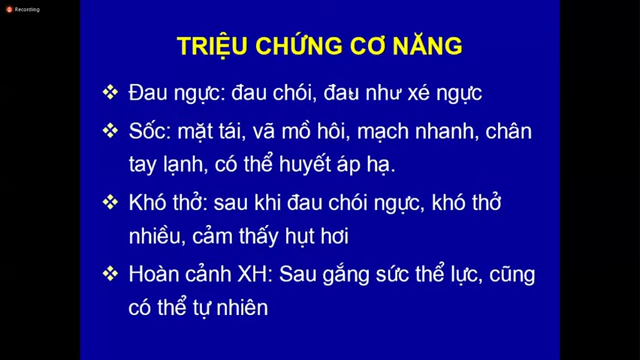 Recording
TRIỆU CHỨNG CƠ NĂNG
❖ Đau ngực: đau chói, đau như xé ngực
❖ Sốc: mặt tái, vã mồ hôi, mạch nhanh, chân
tay lạnh, có thể huyết áp hạ.
❖ Khó thở: sau khi đau chói ngực, khó thở
nhiều, cảm thấy hụt hơi
❖ Hoàn cảnh XH: Sau gắng sức thể lực, cũng
có thể tự nhiên